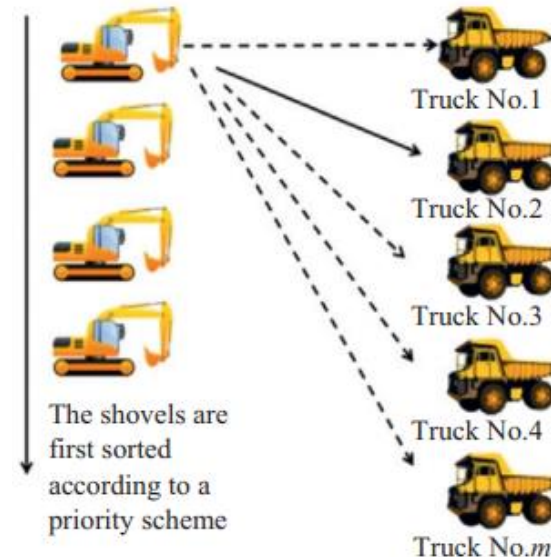 Truck No.1
Truck No.2
Truck No.3
Truck No.4
Truck No.m
The shovels are
first sorted
according to a
priority scheme